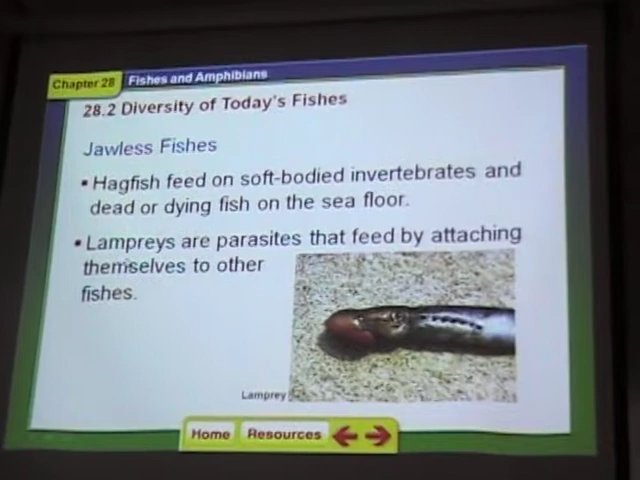 Chapter 28
Fishes and Amphibians
28.2 Diversity of Today's Fishes
Jawless Fishes
• Hagfish feed on soft-bodied invertebrates and
dead or dying fish on the sea floor.
• Lampreys are parasites that feed by attaching
themselves to other
fishes.
Lamprey
Home
Resources